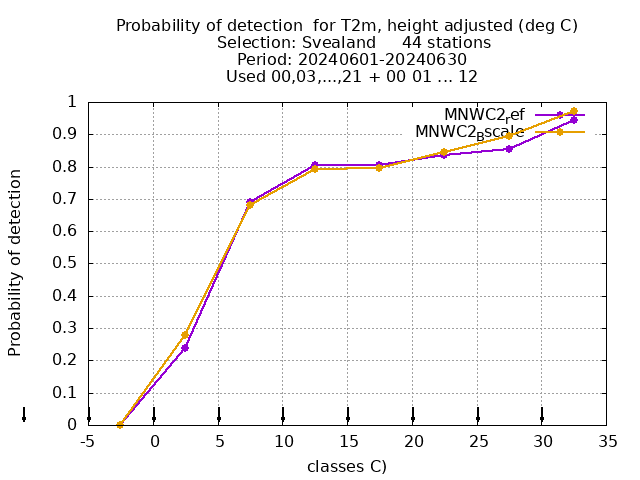 Probability of detection  for T2m, height adjusted (deg C)
Selection: Svealand     44 stations
Period: 20240601-20240630
Used 00,03,...,21 + 00 01 ... 12
MNWC2ref
MNWC2Bscale
1
0.9
0.8
0.7
0.6
0.5
0.4
0.3
0.2
0.1
0
Probability of detection
-5 0 5 10 15 20 25 30 35
classes C)